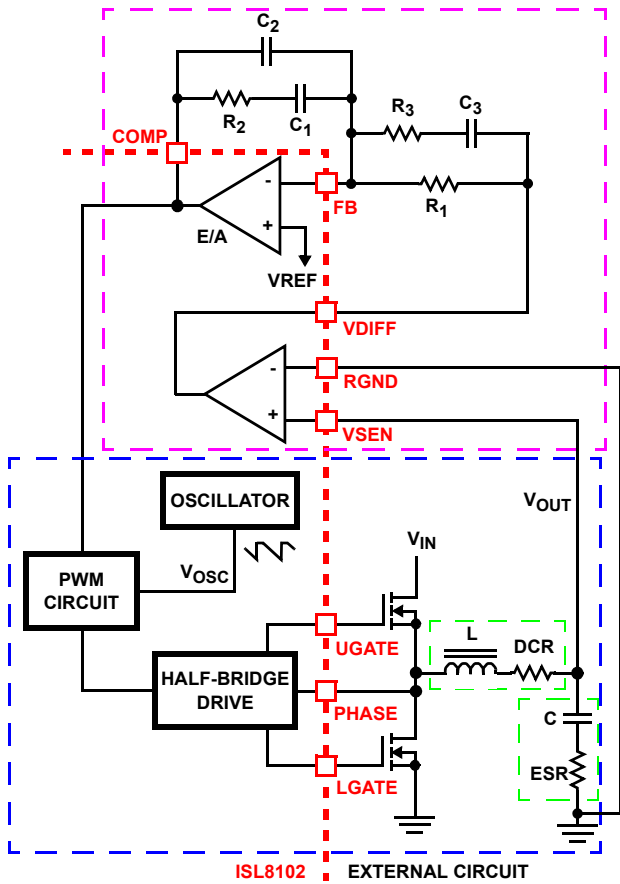 C2
R2
C1
R3
C3
COMP
R1
-
FB
+
E/A
VREF
VDIFF
-
RGND
+
VSEN
OSCILLATOR
VOUT
VOSC
VIN
PWM
CIRCUIT
UGATE
L
DCR
HALF-BRIDGE
DRIVE
PHASE
C
ESR
LGATE
ISL8102
EXTERNAL CIRCUIT